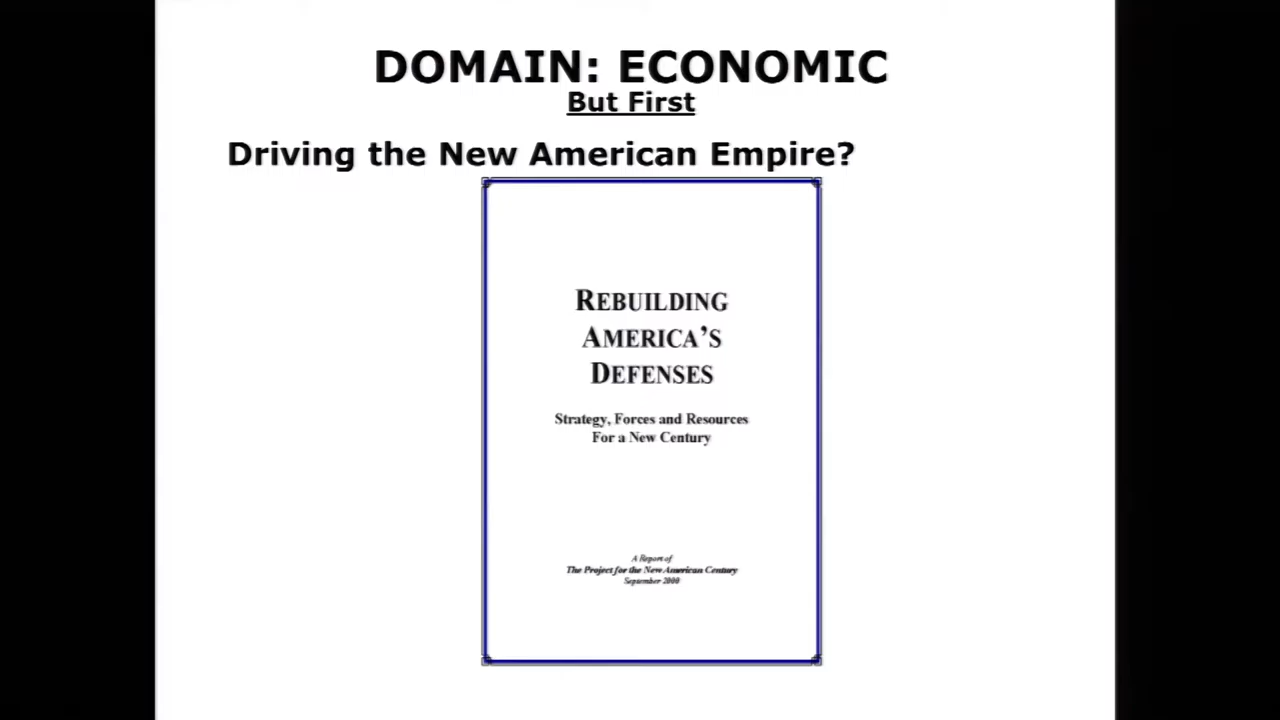 DOMAIN: ECONOMIC
But First
Driving the New American Empire?
REBUILDING
AMERICA'S
DEFENSES
Strategy, Forces and Resources
For a New Century
A Report of
The Project for the New American Century
September 2000